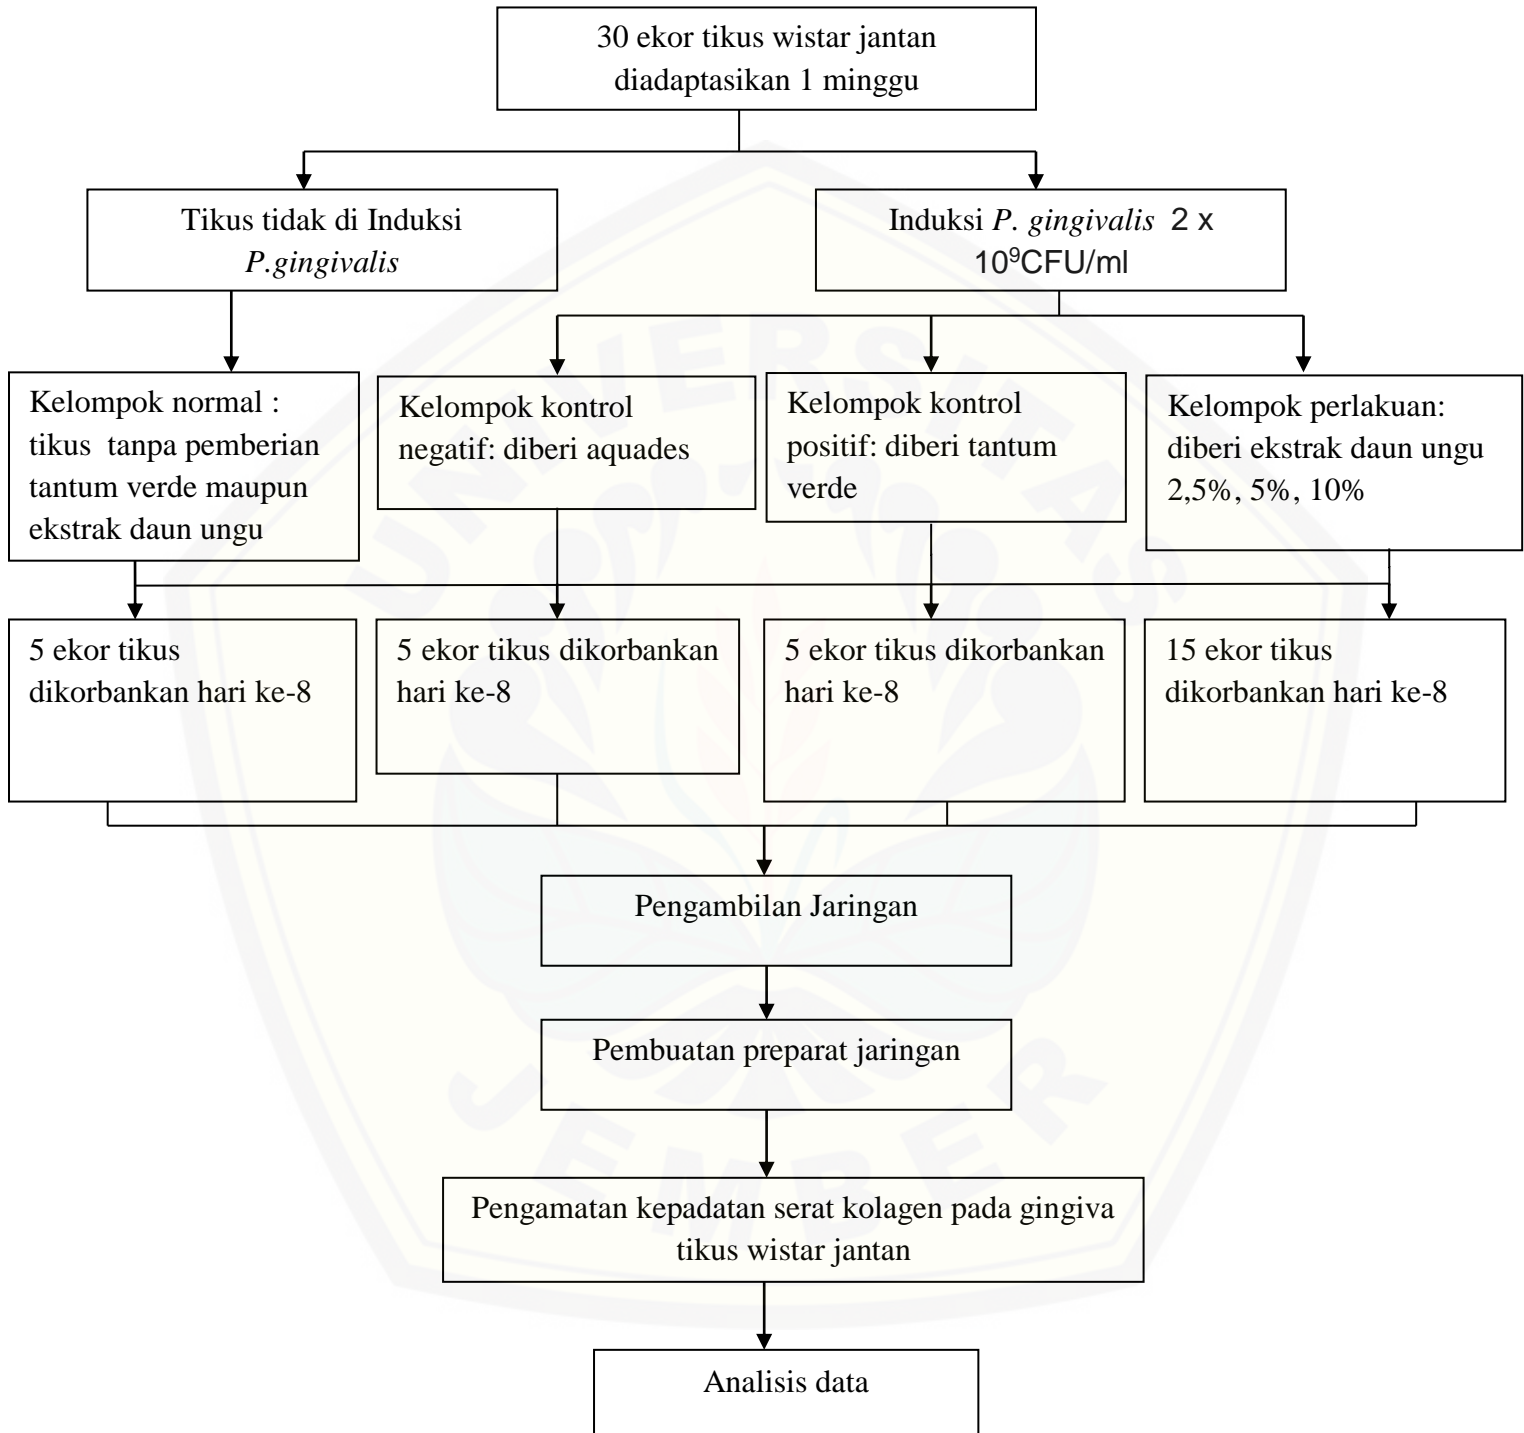 30 ekor tikus wistar jantan
diadaptasikan 1 minggu
Tikus tidak di Induksi
P.gingivalis
Induksi P. gingivalis 2 x
10⁹CFU/ml
Kelompok normal :
tikus tanpa pemberian
tantum verde maupun
ekstrak daun ungu
Kelompok kontrol
negatif: diberi aquades
Kelompok kontrol
positif: diberi tantum
verde
Kelompok perlakuan:
diberi ekstrak daun ungu
2,5%, 5%, 10%
5 ekor tikus
dikorbankan hari ke-8
5 ekor tikus dikorbankan
hari ke-8
5 ekor tikus dikorbankan
hari ke-8
15 ekor tikus
dikorbankan hari ke-8
Pengambilan Jaringan
Pembuatan preparat jaringan
Pengamatan kepadatan serat kolagen pada gingiva
tikus wistar jantan
Analisis data
UNIVERSITAS
JEMBER